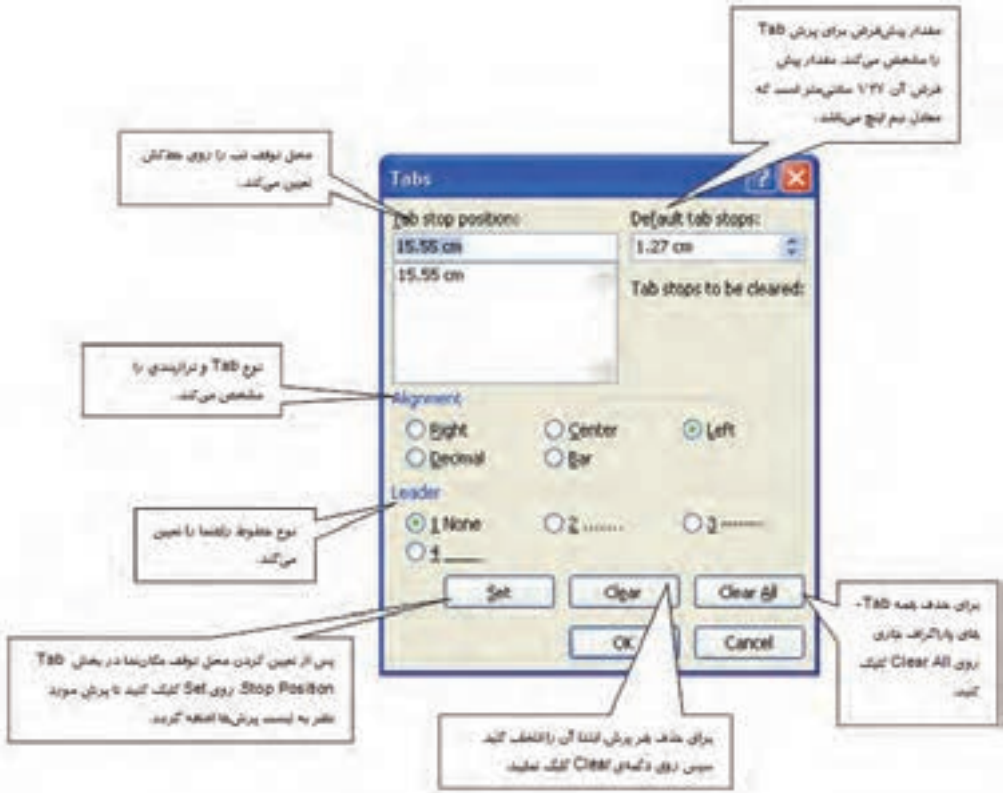 مقدار پیش‌فرض برای پرش Tab
را مشخص می‌کند. مقدار پیش
فرض آن ۱/۲۷ سانتی‌متر است که
معادل نیم اینچ می‌باشد.
محل توقف تب را روی خط‌کش
تعیین می‌کند.
Tabs
Tab stop position:
Default tab stops:
15.55 cm
1.27 cm
15.55 cm
Tab stops to be cleared:
نوع Tab و ترازبندی را
مشخص می‌کند.
Alignment
Right Center Left
Decimal Bar
Leader
1 None 2 ....... 3 -------
4 ____
نوع خطوط راهنما را تعیین
می‌کند.
Set Clear Clear All
OK Cancel
برای حذف همه Tab-
های پاراگراف جاری
روی Clear All کلیک
کنید.
پس از تعیین کردن محل توقف مکان‌نما در بخش Tab
Stop Position، روی Set کلیک کنید تا پرش مورد
نظر به لیست پرش‌ها اضافه گردد.
برای حذف هر پرش ابتدا آن را انتخاب کنید
سپس روی دکمه‌ی Clear کلیک نمایید.